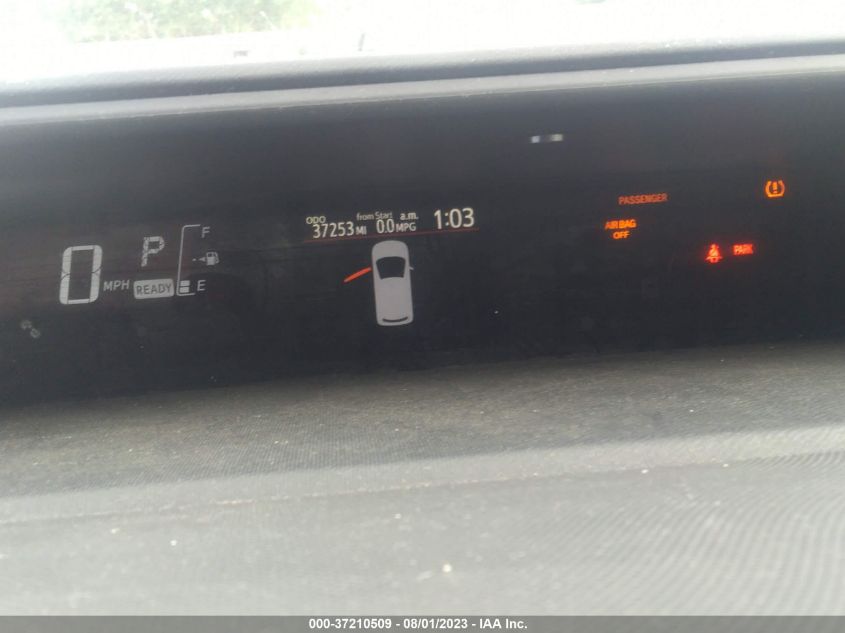 ODO from Start a.m.
37253 MI 0.0 MPG 1:03
PASSENGER
AIR BAG
OFF
PARK
0 MPH
P
READY
F
E
000-37210509 - 08/01/2023 - IAA Inc.